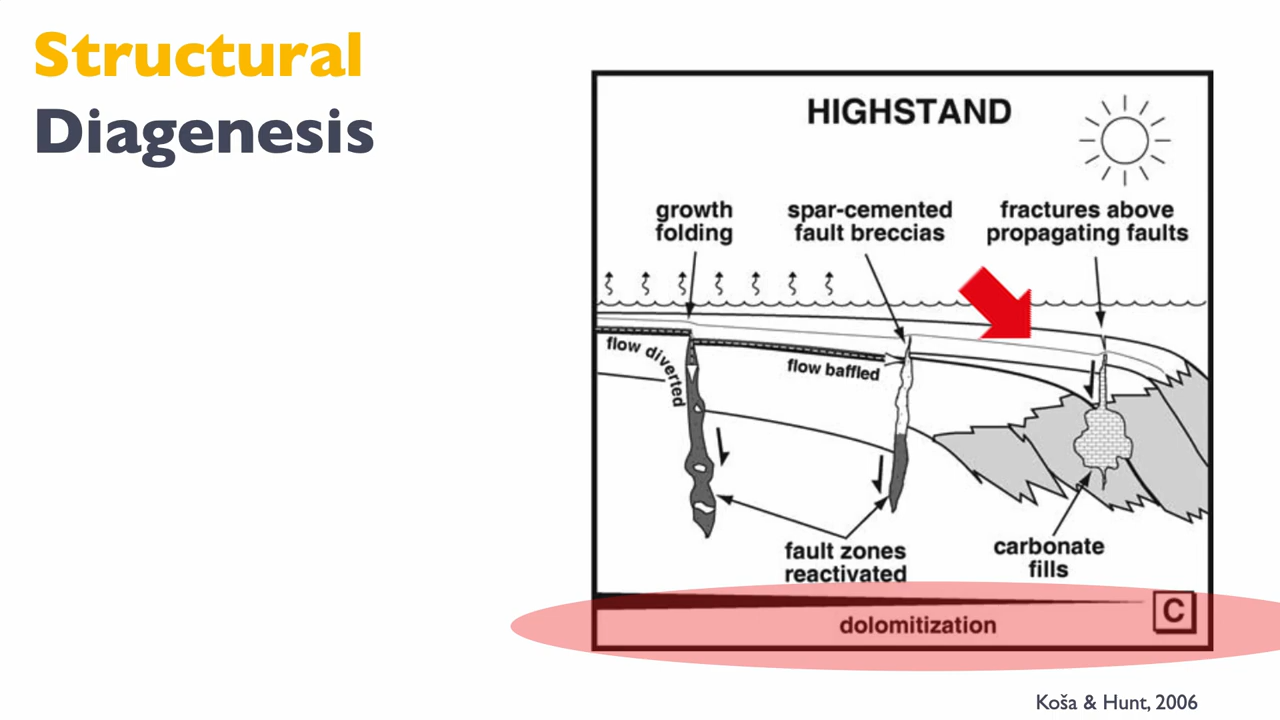 Structural
Diagenesis
HIGHSTAND
growth
folding
spar-cemented
fault breccias
fractures above
propagating faults
flow diverted
flow baffled
fault zones
reactivated
carbonate
fills
dolomitization
C
Koša & Hunt, 2006